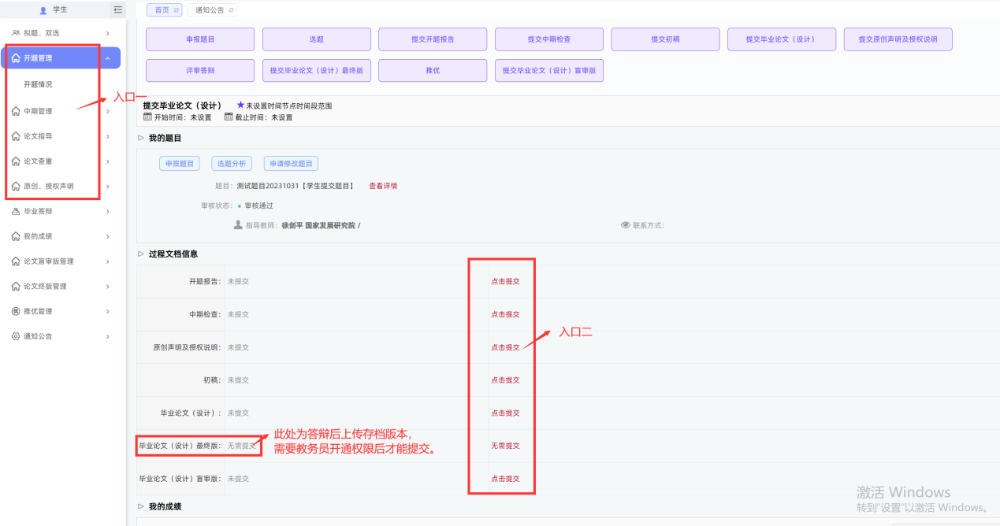 学生
首页
通知公告
拟题、双选
开题管理
开题情况
中期管理
论文指导
论文查重
原创、授权声明
毕业答辩
我的成绩
论文盲审版管理
论文终版管理
推优管理
通知公告
入口一
申报题目
选题
提交开题报告
提交中期检查
提交初稿
提交毕业论文（设计）
提交原创声明及授权说明
评审答辩
提交毕业论文（设计）最终版
推优
提交毕业论文（设计）盲审版
提交毕业论文（设计） ★未设置时间节点时间段范围
开始时间：未设置 截止时间：未设置
我的题目
申报题目 选题分析 申请修改题目
题目：测试题目20231031【学生提交题目】 查看详情
审核状态：● 审核通过
指导教师：徐剑平 国家发展研究院 / 联系方式：
过程文档信息
开题报告：未提交 点击提交
中期检查：未提交 点击提交
原创声明及授权说明：未提交 点击提交
入口二
初稿：未提交 点击提交
毕业论文（设计）：未提交 点击提交
此处为答辩后上传存档版本，
需要教务员开通权限后才能提交。
毕业论文（设计）最终版：无需提交 无需提交
毕业论文（设计）盲审版：未提交 点击提交
我的成绩
激活 Windows
转到"设置"以激活 Windows。